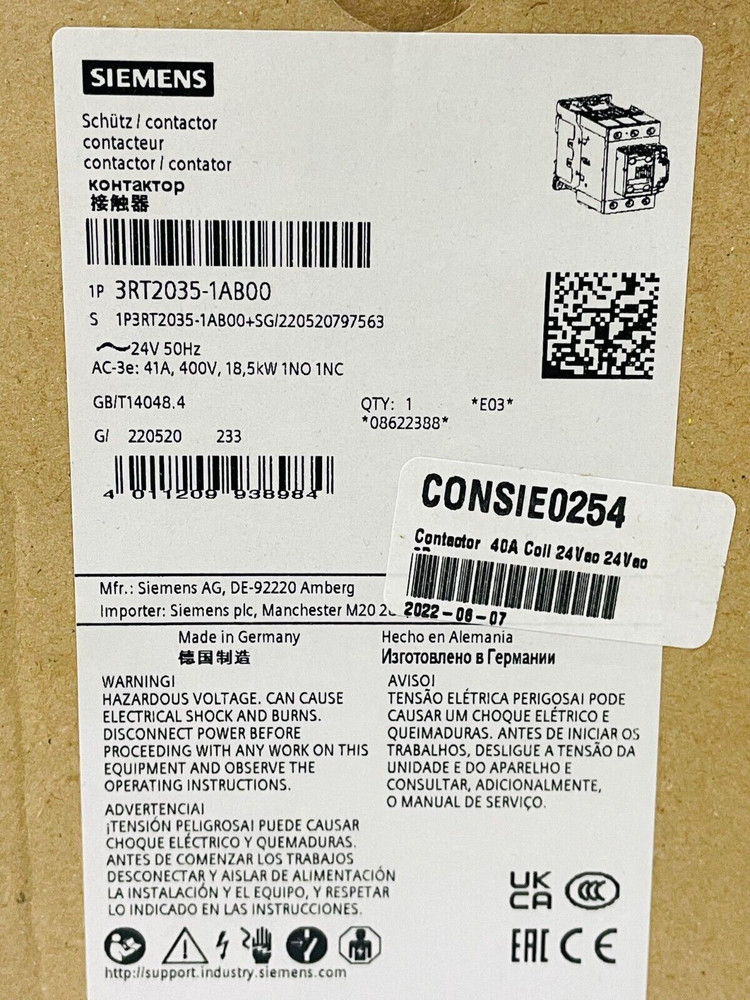 SIEMENS
Schütz / contactor
contacteur
contactor / contator
контактор
接触器
1P 3RT2035-1AB00
S 1P3RT2035-1AB00+SG/220520797563
~24V 50Hz
AC-3e: 41A, 400V, 18,5kW 1NO 1NC
GB/T14048.4
QTY: 1 *E03*
*08622388*
G/ 220520 233
4 011209 938984
CONSIE0254
Contactor 40A Coil 24Vac 24Vac
2022-06-07
Mfr.: Siemens AG, DE-92220 Amberg
Importer: Siemens plc, Manchester M20
Made in Germany
德国制造
Hecho en Alemania
Изготовлено в Германии
WARNING!
HAZARDOUS VOLTAGE. CAN CAUSE
ELECTRICAL SHOCK AND BURNS.
DISCONNECT POWER BEFORE
PROCEEDING WITH ANY WORK ON THIS
EQUIPMENT AND OBSERVE THE
OPERATING INSTRUCTIONS.
AVISO!
TENSÃO ELÉTRICA PERIGOSA! PODE
CAUSAR UM CHOQUE ELÉTRICO E
QUEIMADURAS. ANTES DE INICIAR OS
TRABALHOS, DESLIGUE A TENSÃO DA
UNIDADE E DO APARELHO E
CONSULTAR, ADICIONALMENTE,
O MANUAL DE SERVIÇO.
ADVERTENCIA!
¡TENSIÓN PELIGROSA! PUEDE CAUSAR
CHOQUE ELÉCTRICO Y QUEMADURAS.
ANTES DE COMENZAR LOS TRABAJOS
DESCONECTAR Y AISLAR DE ALIMENTACIÓN
LA INSTALACIÓN Y EL EQUIPO, Y RESPETAR
LO INDICADO EN LAS INSTRUCCIONES.
UK
CA
CCC
EAC CE
http://support.industry.siemens.com